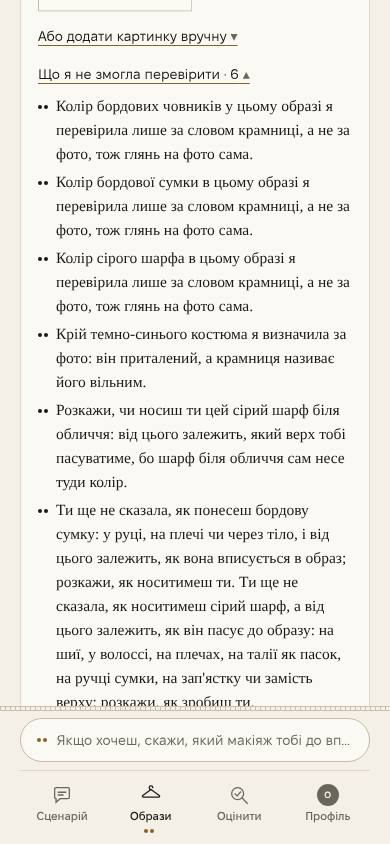 Або додати картинку вручну ▾
Що я не змогла перевірити · 6 ▴
•• Колір бордових човників у цьому образі я
перевірила лише за словом крамниці, а не за
фото, тож глянь на фото сама.
•• Колір бордової сумки в цьому образі я
перевірила лише за словом крамниці, а не за
фото, тож глянь на фото сама.
•• Колір сірого шарфа в цьому образі я
перевірила лише за словом крамниці, а не за
фото, тож глянь на фото сама.
•• Крій темно-синього костюма я визначила за
фото: він приталений, а крамниця називає
його вільним.
•• Розкажи, чи носиш ти цей сірий шарф біля
обличчя: від цього залежить, який верх тобі
пасуватиме, бо шарф біля обличчя сам несе
туди колір.
•• Ти ще не сказала, як понесеш бордову
сумку: у руці, на плечі чи через тіло, і від
цього залежить, як вона вписується в образ;
розкажи, як носитимеш ти. Ти ще не
сказала, як носитимеш сірий шарф, а від
цього залежить, як він пасує до образу: на
шиї, у волоссі, на плечах, на талії як пасок,
на ручці сумки, на зап'ястку чи замість
верху; розкажи, як зробиш ти.
•• Якщо хочеш, скажи, який макіяж тобі до вп...
Сценарій
Образи
Оцінити
О
Профіль